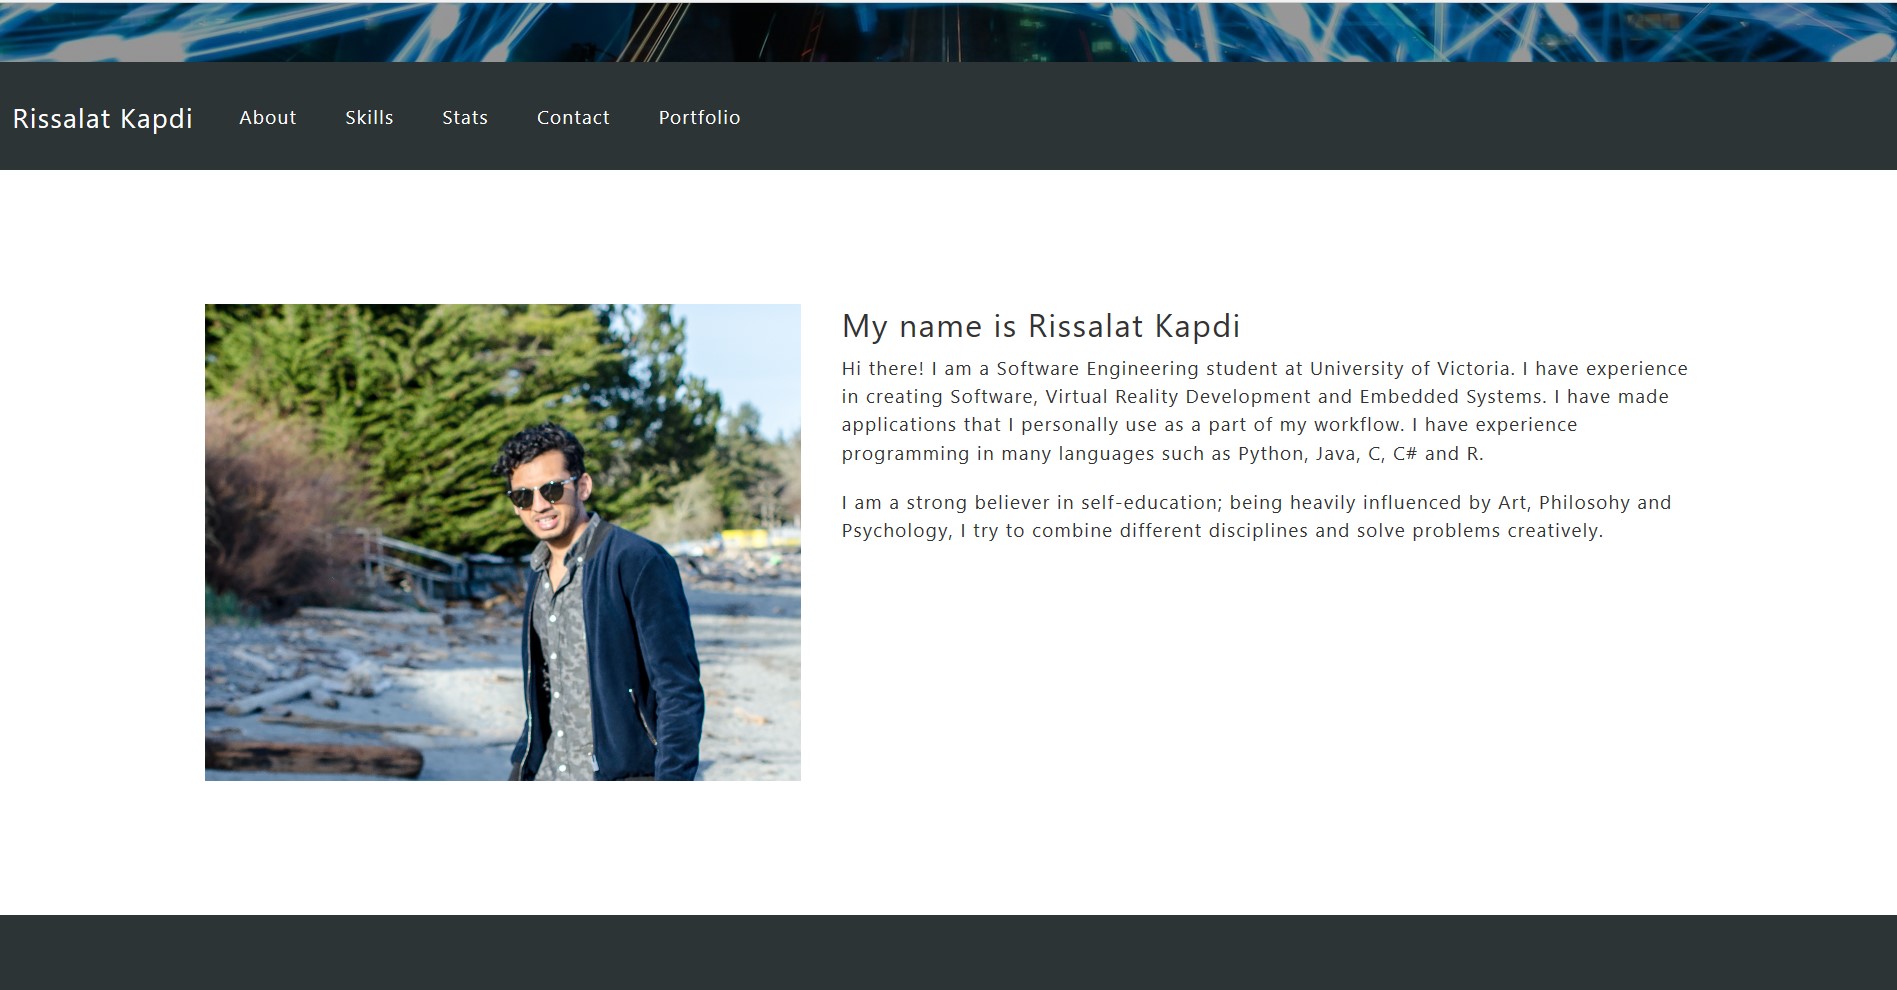 Rissalat Kapdi About Skills Stats Contact Portfolio
My name is Rissalat Kapdi
Hi there! I am a Software Engineering student at University of Victoria. I have experience
in creating Software, Virtual Reality Development and Embedded Systems. I have made
applications that I personally use as a part of my workflow. I have experience
programming in many languages such as Python, Java, C, C# and R.
I am a strong believer in self-education; being heavily influenced by Art, Philosohy and
Psychology, I try to combine different disciplines and solve problems creatively.